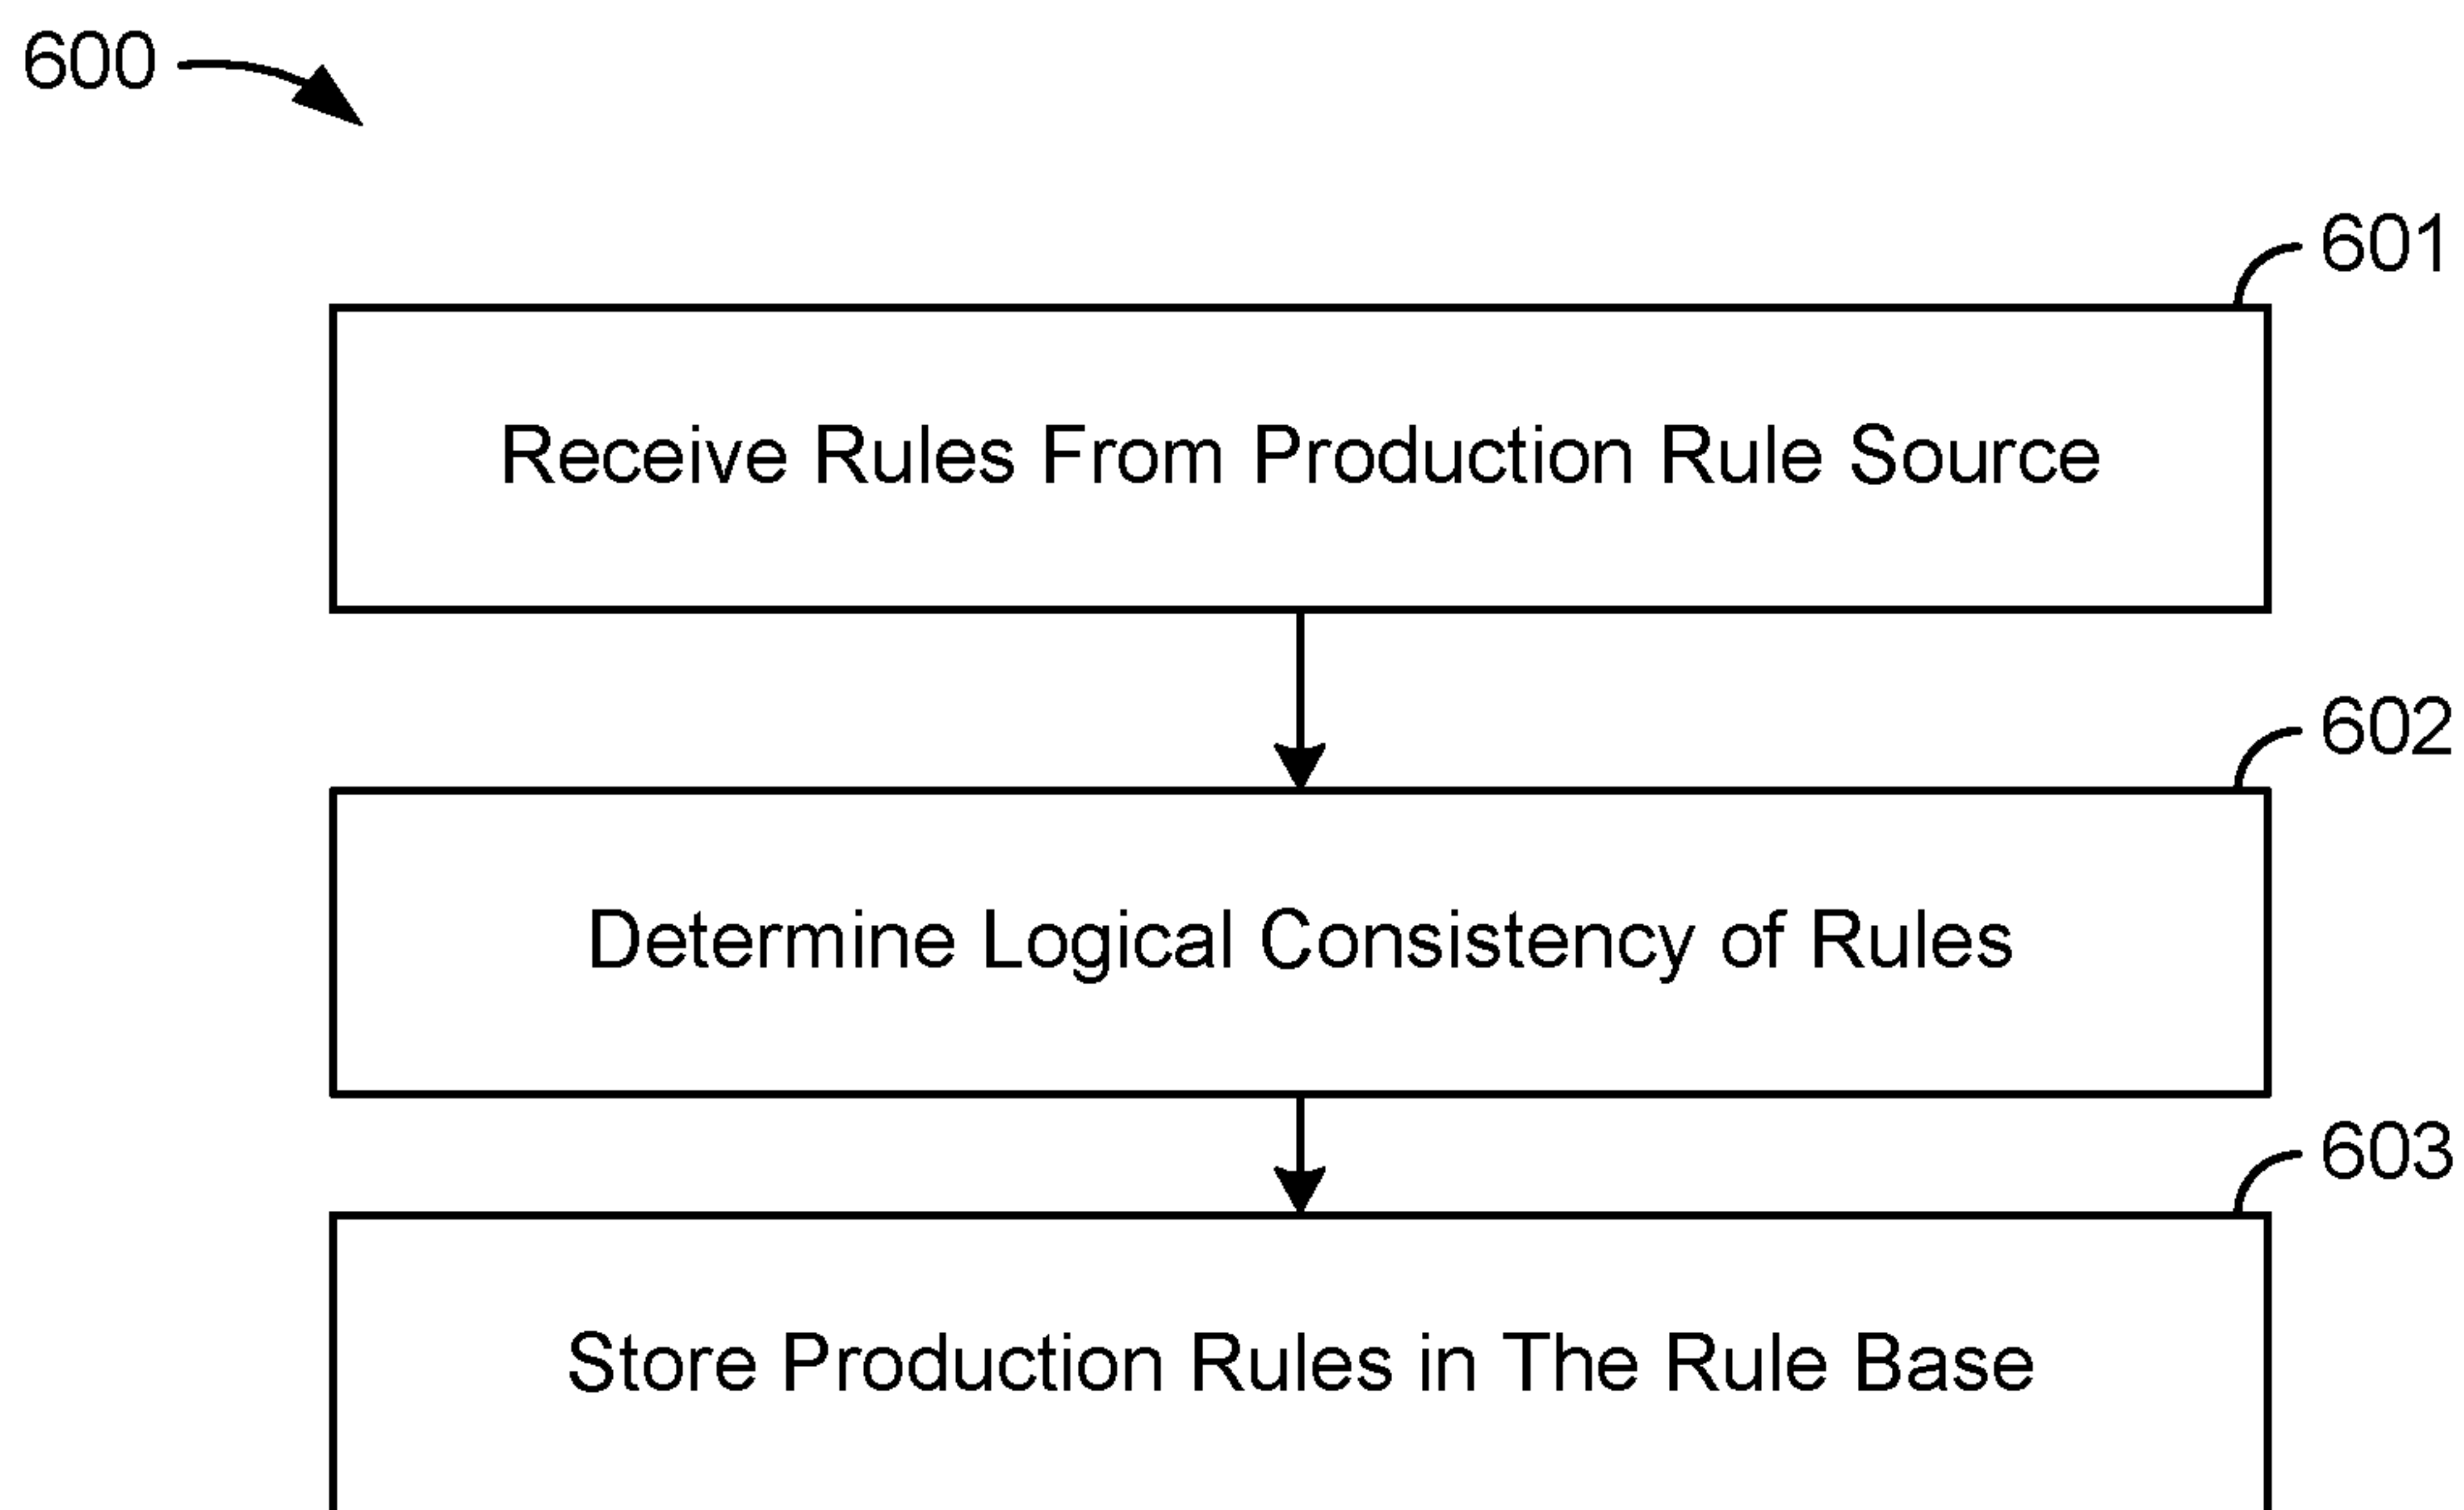 600
601
Receive Rules From Production Rule Source
602
Determine Logical Consistency of Rules
603
Store Production Rules in The Rule Base